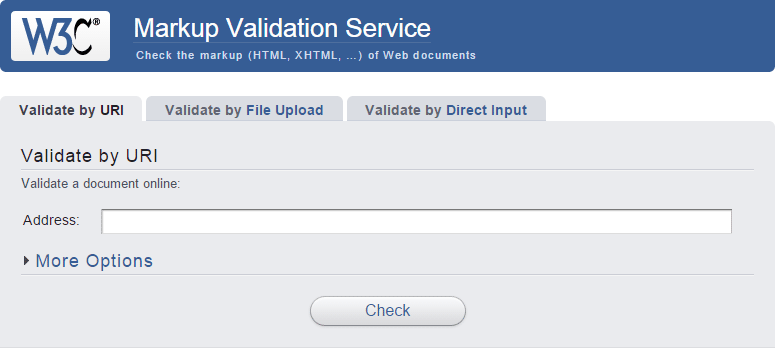 W3C®
Markup Validation Service
Check the markup (HTML, XHTML, ...) of Web documents
Validate by URI
Validate by File Upload
Validate by Direct Input
Validate by URI
Validate a document online:
Address:
More Options
Check